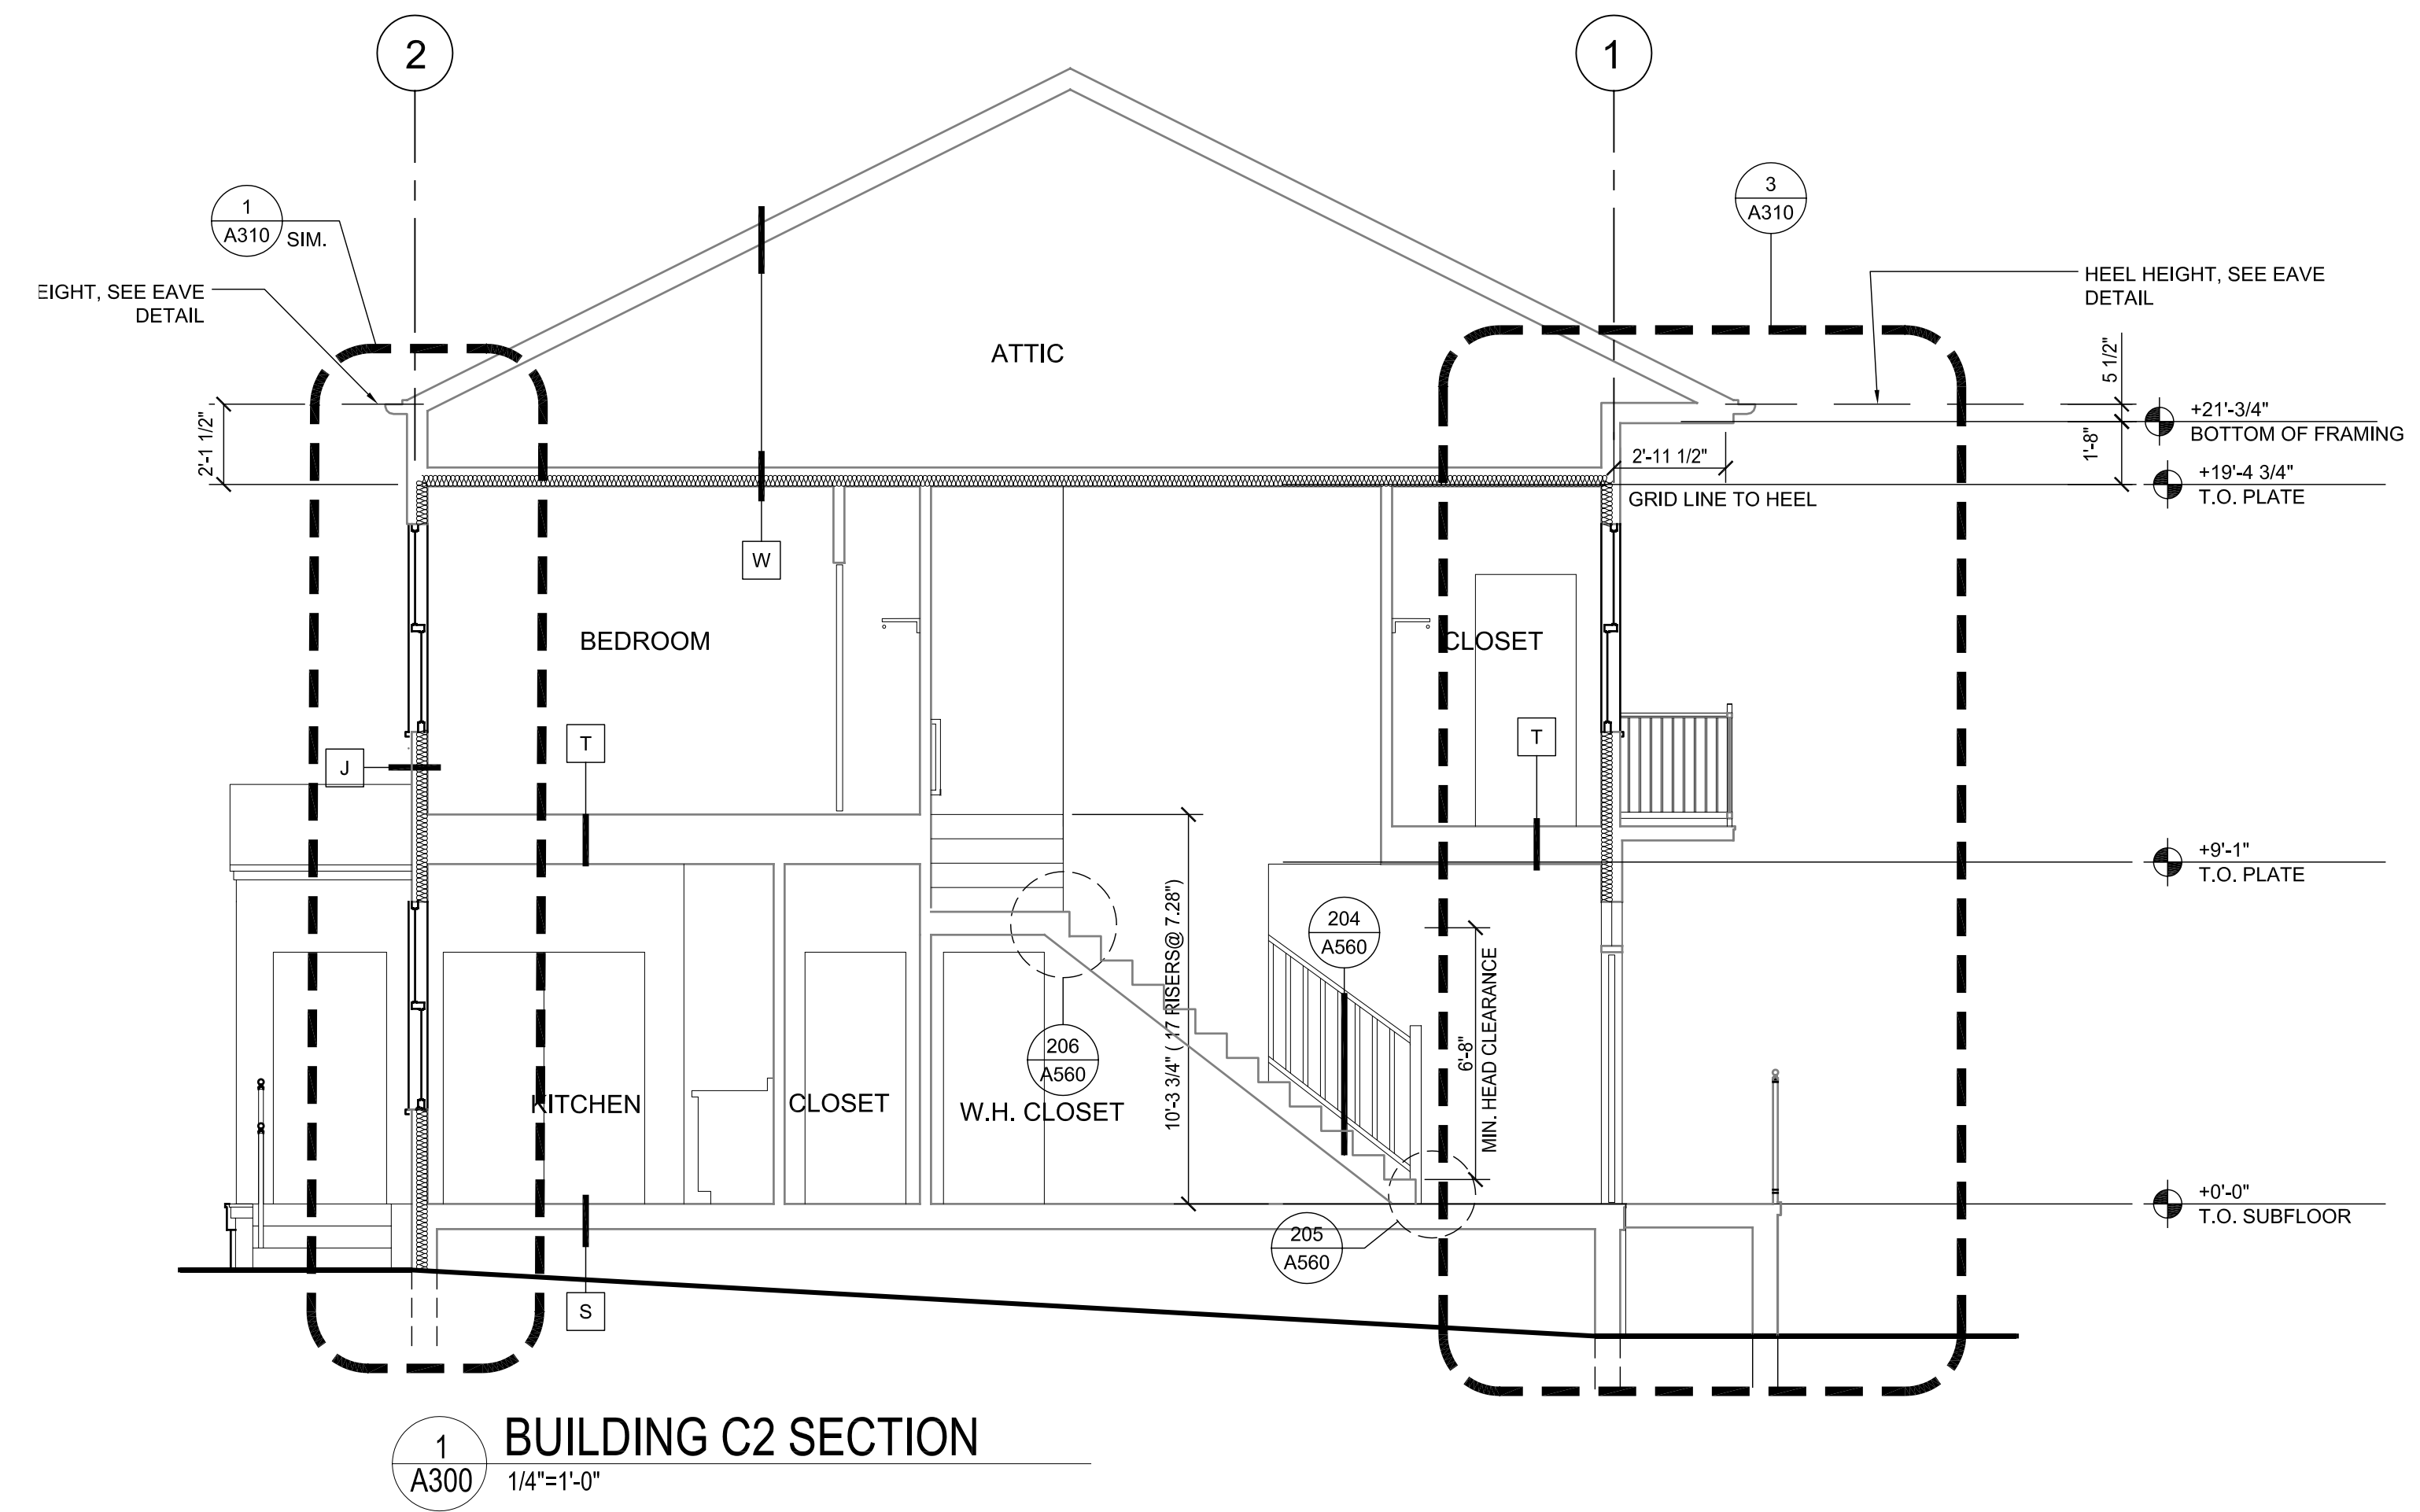 2
1
1
A310
SIM.
3
A310
EIGHT, SEE EAVE
DETAIL
HEEL HEIGHT, SEE EAVE
DETAIL
ATTIC
5 1/2"
2'-1 1/2"
+21'-3/4"
BOTTOM OF FRAMING
1'-8"
2'-11 1/2"
+19'-4 3/4"
T.O. PLATE
GRID LINE TO HEEL
W
BEDROOM
CLOSET
T
T
J
+9'-1"
T.O. PLATE
10'-3 3/4" ( 17 RISERS@ 7.28")
204
A560
6'-8"
MIN. HEAD CLEARANCE
206
A560
KITCHEN
CLOSET
W.H. CLOSET
+0'-0"
T.O. SUBFLOOR
205
A560
S
1
A300
BUILDING C2 SECTION
1/4"=1'-0"